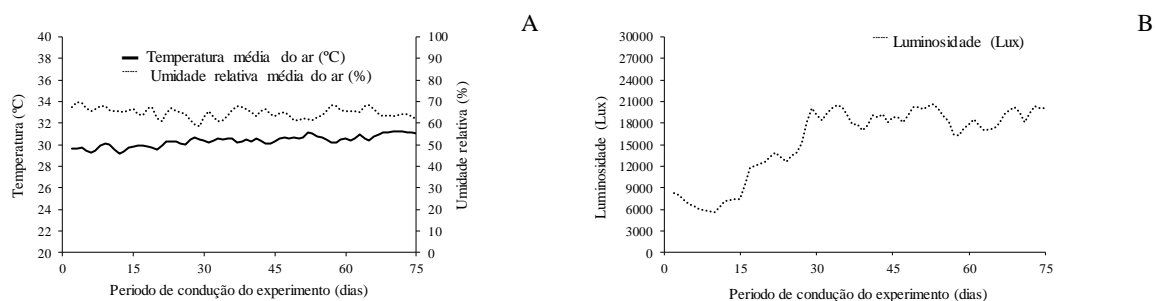 A
40
38
36
34
32
30
28
26
24
22
20
Temperatura (ºC)
Temperatura média do ar (ºC)
Umidade relativa média do ar (%)
100
90
80
70
60
50
40
30
20
10
0
Umidade relativa (%)
0 15 30 45 60 75
Periodo de condução do experimento (dias)
B
30000
27000
24000
21000
18000
15000
12000
9000
6000
3000
0
Luminosidade (Lux)
Luminosidade (Lux)
0 15 30 45 60 75
Periodo de condução do experimento (dias)